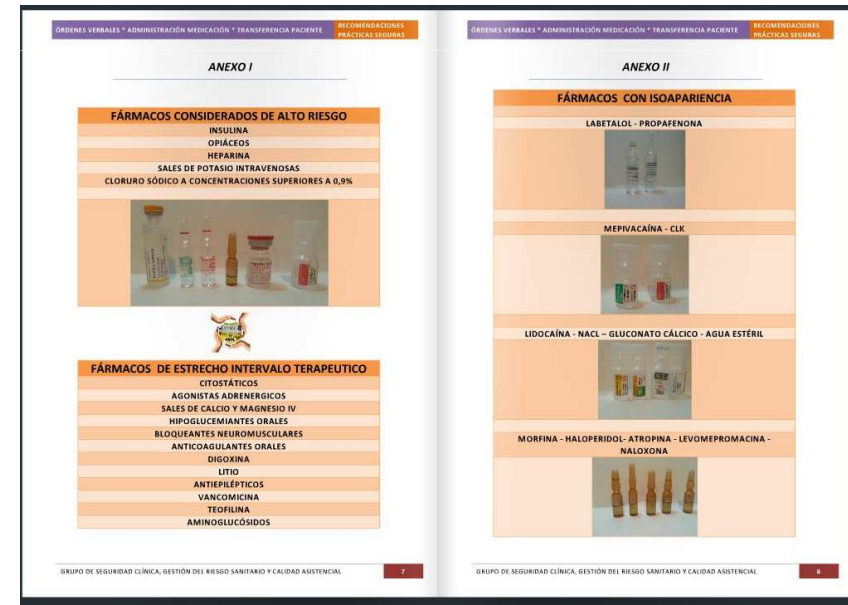 ÓRDENES VERBALES * ADMINISTRACIÓN MEDICACIÓN * TRANSFERENCIA PACIENTE
RECOMENDACIONES
PRÁCTICAS SEGURAS
ANEXO I
FÁRMACOS CONSIDERADOS DE ALTO RIESGO
INSULINA
OPIÁCEOS
HEPARINA
SALES DE POTASIO INTRAVENOSAS
CLORURO SÓDICO A CONCENTRACIONES SUPERIORES A 0,9%
FÁRMACOS DE ESTRECHO INTERVALO TERAPEUTICO
CITOSTÁTICOS
AGONISTAS ADRENERGICOS
SALES DE CALCIO Y MAGNESIO IV
HIPOGLUCEMIANTES ORALES
BLOQUEANTES NEUROMUSCULARES
ANTICOAGULANTES ORALES
DIGOXINA
LITIO
ANTIEPILÉPTICOS
VANCOMICINA
TEOFILINA
AMINOGLUCÓSIDOS
GRUPO DE SEGURIDAD CLÍNICA, GESTIÓN DEL RIESGO SANITARIO Y CALIDAD ASISTENCIAL
7
ÓRDENES VERBALES * ADMINISTRACIÓN MEDICACIÓN * TRANSFERENCIA PACIENTE
RECOMENDACIONES
PRÁCTICAS SEGURAS
ANEXO II
FÁRMACOS CON ISOAPARIENCIA
LABETALOL - PROPAFENONA
MEPIVACAÍNA - CLK
LIDOCAÍNA - NACL – GLUCONATO CÁLCICO - AGUA ESTÉRIL
MORFINA - HALOPERIDOL- ATROPINA - LEVOMEPROMACINA -
NALOXONA
GRUPO DE SEGURIDAD CLÍNICA, GESTIÓN DEL RIESGO SANITARIO Y CALIDAD ASISTENCIAL
8